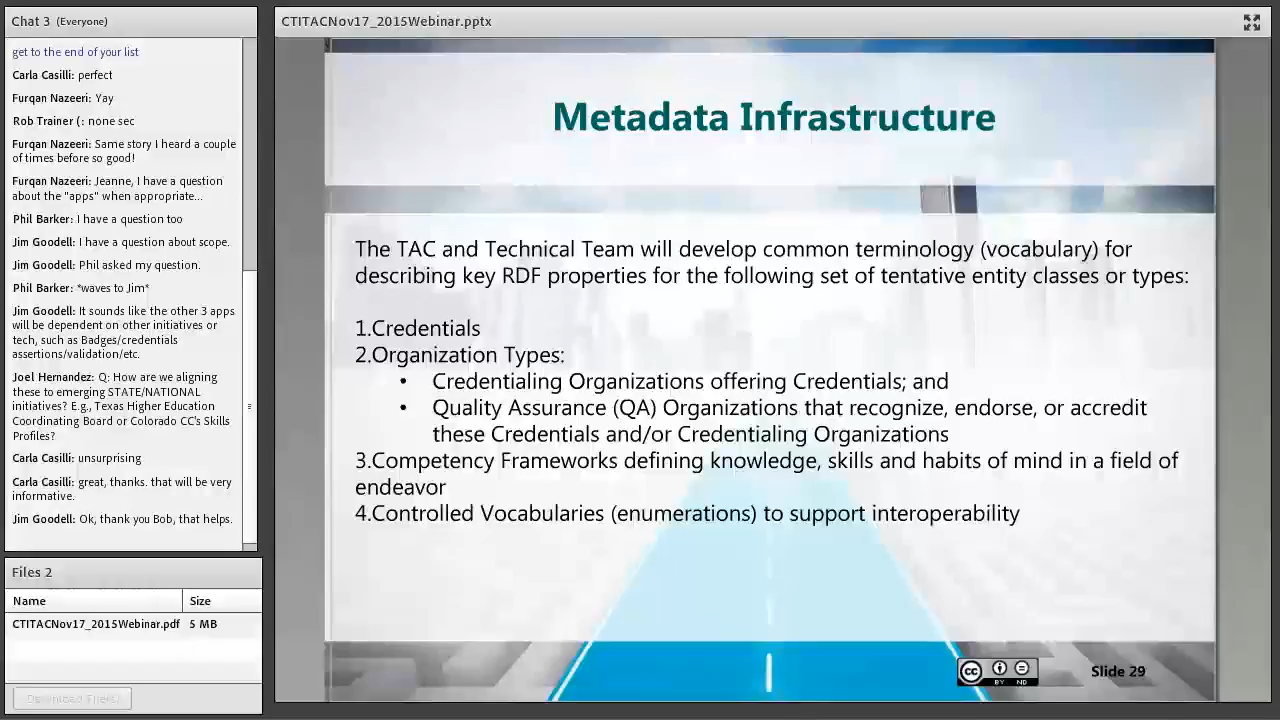 Chat 3 (Everyone)
get to the end of your list
Carla Casilli: perfect
Furqan Nazeeri: Yay
Rob Trainer (: none sec
Furqan Nazeeri: Same story I heard a couple
of times before so good!
Furqan Nazeeri: Jeanne, I have a question
about the "apps" when appropriate...
Phil Barker: I have a question too
Jim Goodell: I have a question about scope.
Jim Goodell: Phil asked my question.
Phil Barker: *waves to Jim*
Jim Goodell: It sounds like the other 3 apps
will be dependent on other initiatives or
tech, such as Badges/credentials
assertions/validation/etc.
Joel Hernandez: Q: How are we aligning
these to emerging STATE/NATIONAL
initiatives? E.g., Texas Higher Education
Coordinating Board or Colorado CC's Skills
Profiles?
Carla Casilli: unsurprising
Carla Casilli: great, thanks. that will be very
informative.
Jim Goodell: Ok, thank you Bob, that helps.
Files 2
Name Size
CTITACNov17_2015Webinar.pdf 5 MB
Download File(s)
CTITACNov17_2015Webinar.pptx
Metadata Infrastructure
The TAC and Technical Team will develop common terminology (vocabulary) for
describing key RDF properties for the following set of tentative entity classes or types:
1.Credentials
2.Organization Types:
• Credentialing Organizations offering Credentials; and
• Quality Assurance (QA) Organizations that recognize, endorse, or accredit
these Credentials and/or Credentialing Organizations
3.Competency Frameworks defining knowledge, skills and habits of mind in a field of
endeavor
4.Controlled Vocabularies (enumerations) to support interoperability
cc BY ND
Slide 29